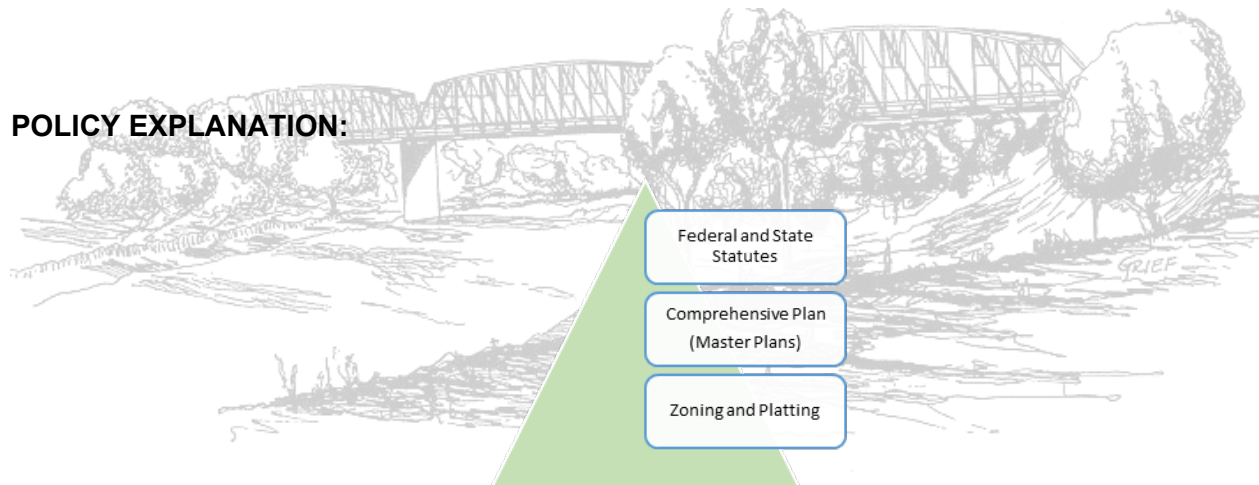 POLICY EXPLANATION:
Federal and State
Statutes
GRIEF
Comprehensive Plan
(Master Plans)
Zoning and Platting